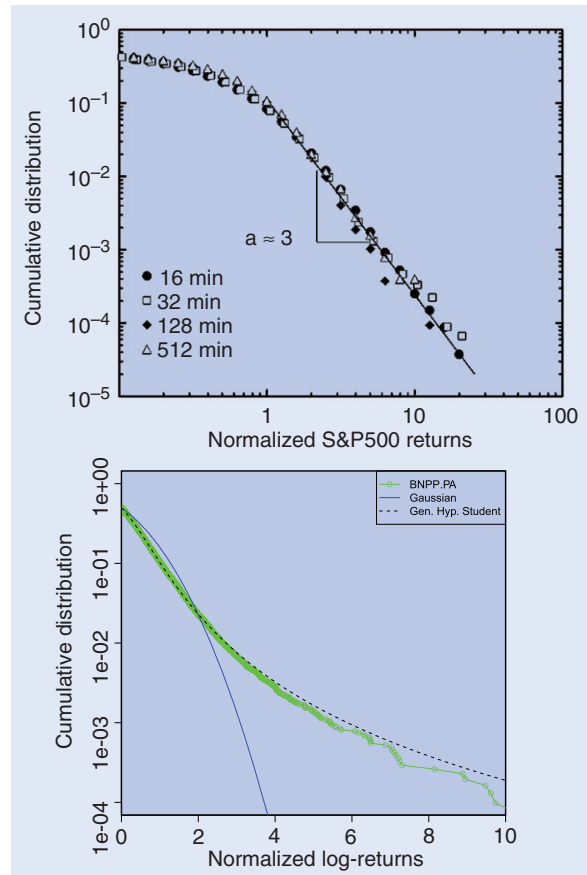 10^0
10^-1
10^-2
10^-3
10^-4
10^-5
Cumulative distribution
a ≈ 3
16 min
32 min
128 min
512 min
1
10
100
Normalized S&P500 returns
1e+00
1e-01
1e-02
1e-03
1e-04
Cumulative distribution
BNPP.PA
Gaussian
Gen. Hyp. Student
0
2
4
6
8
10
Normalized log-returns